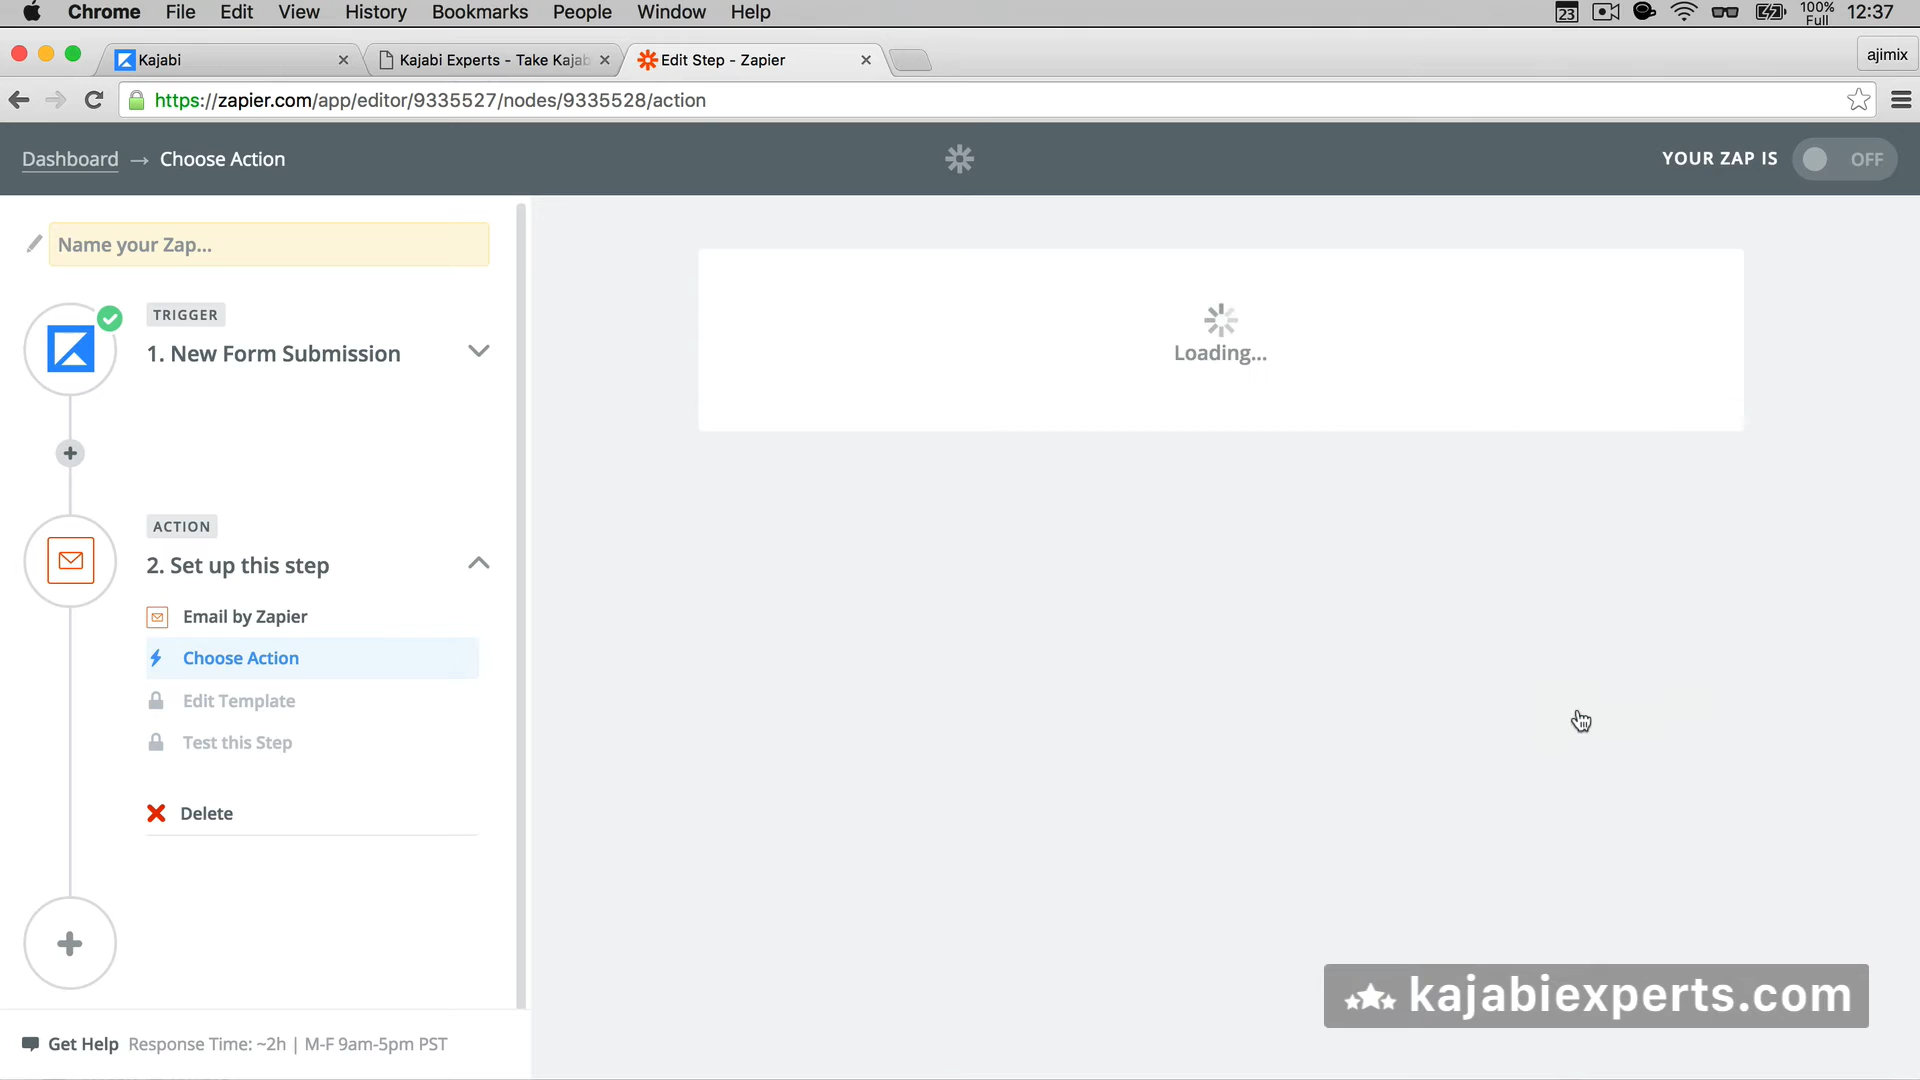 Chrome File Edit View History Bookmarks People Window Help 23 100% Full 12:37
Kajabi
Kajabi Experts - Take Kajab
Edit Step - Zapier
ajimix
https://zapier.com/app/editor/9335527/nodes/9335528/action
Dashboard → Choose Action
YOUR ZAP IS OFF
Name your Zap...
TRIGGER
1. New Form Submission
Loading...
ACTION
2. Set up this step
Email by Zapier
Choose Action
Edit Template
Test this Step
Delete
kajabiexperts.com
Get Help Response Time: ~2h | M-F 9am-5pm PST